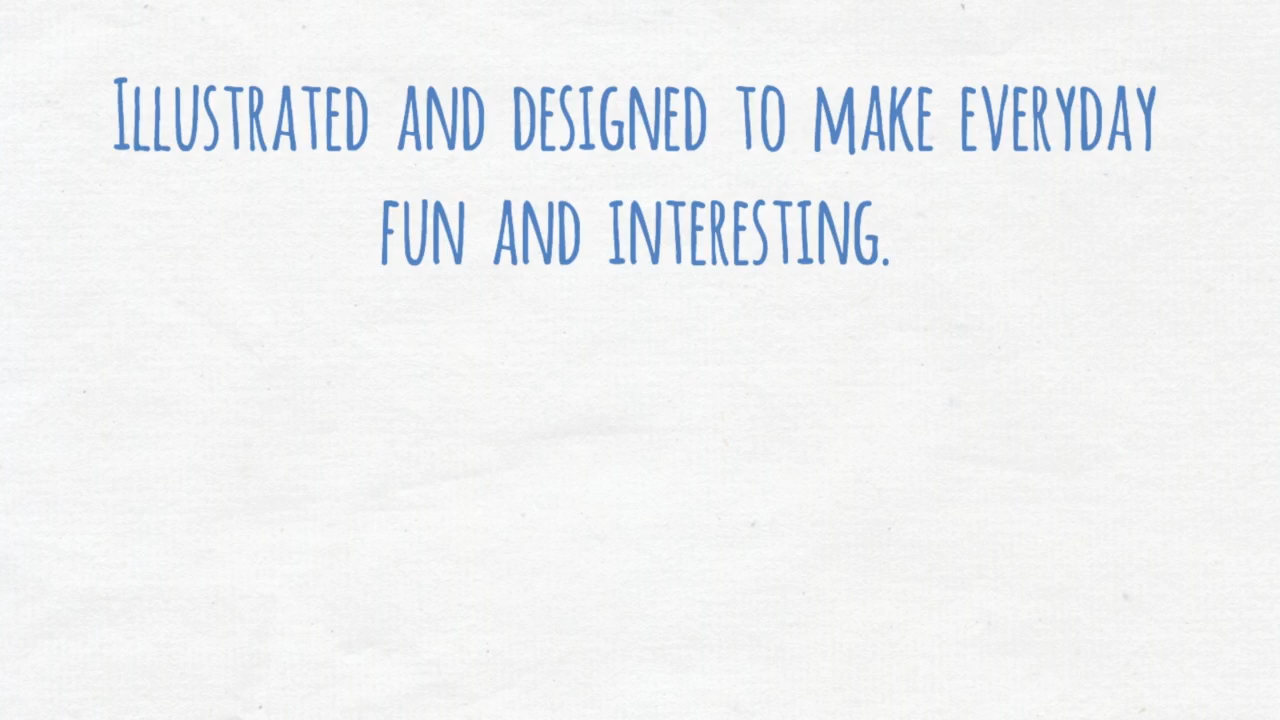 Illustrated and designed to make everyday
fun and interesting.